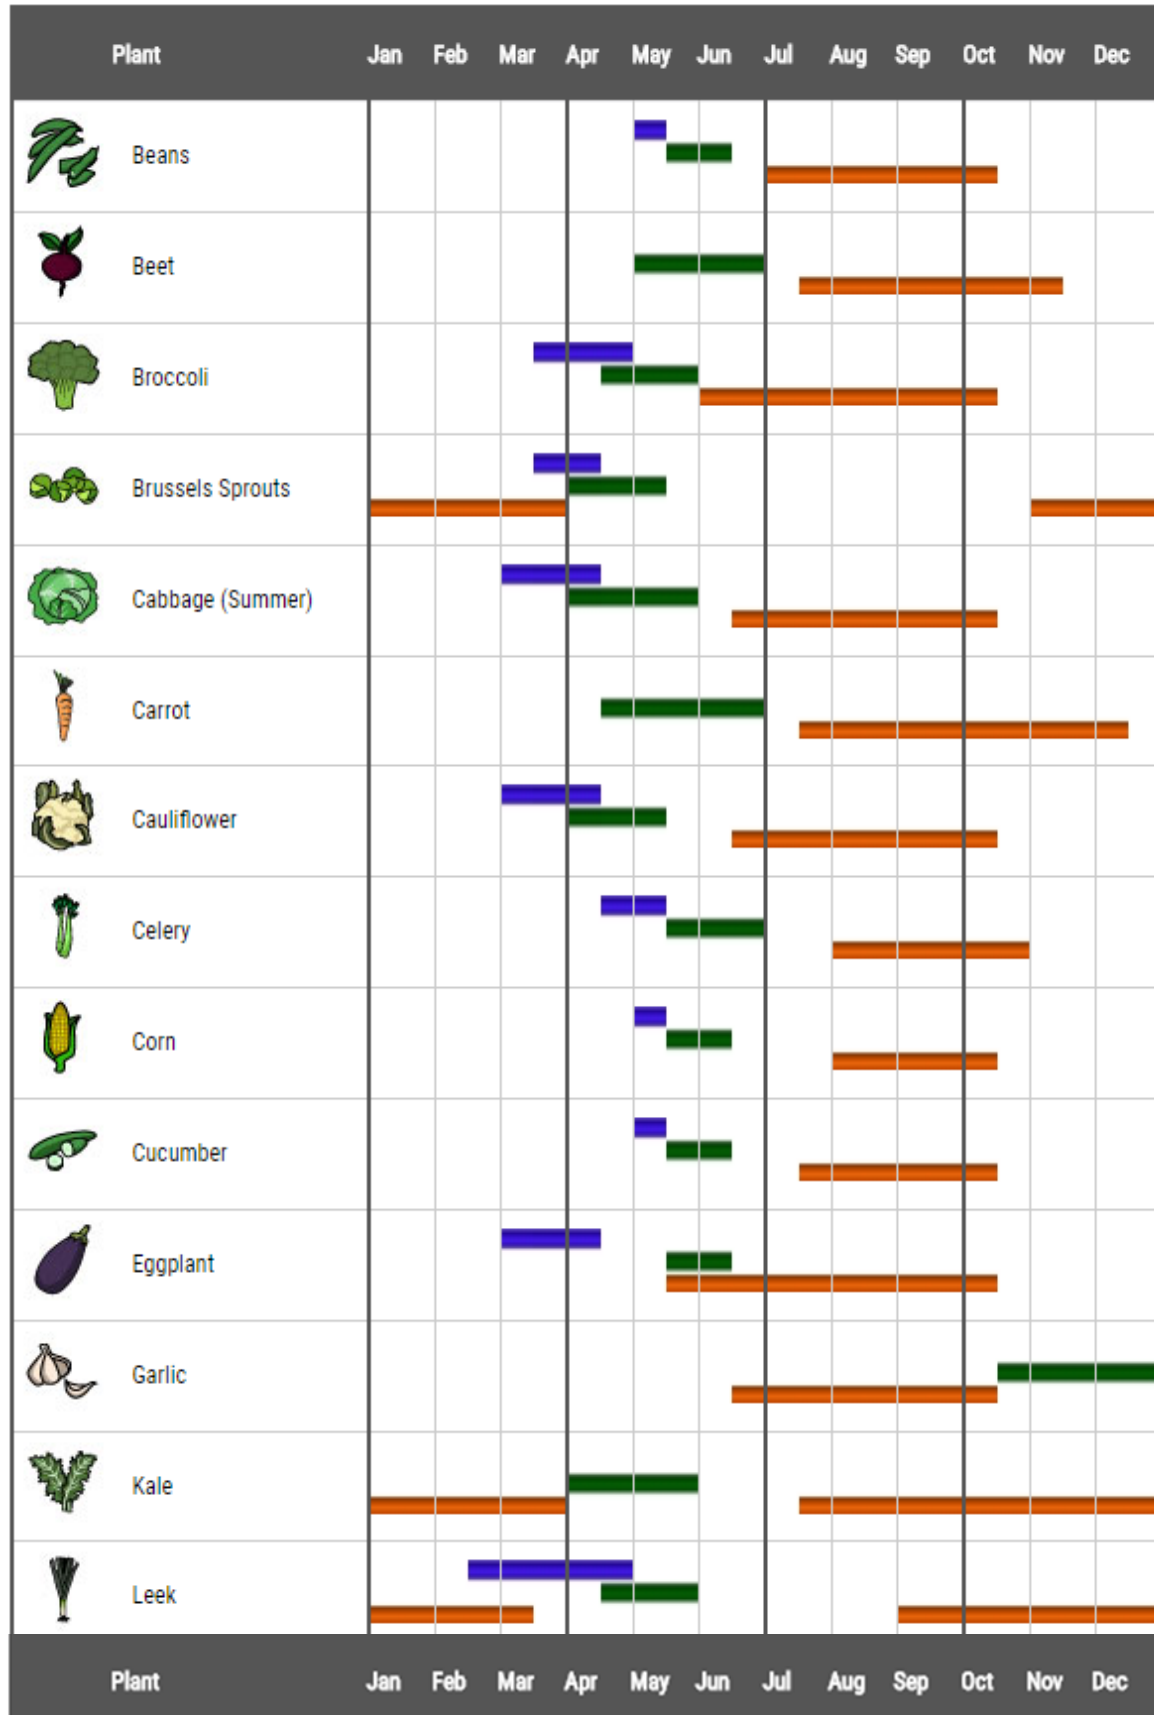 Plant Jan Feb Mar Apr May Jun Jul Aug Sep Oct Nov Dec
Beans
Beet
Broccoli
Brussels Sprouts
Cabbage (Summer)
Carrot
Cauliflower
Celery
Corn
Cucumber
Eggplant
Garlic
Kale
Leek
Plant Jan Feb Mar Apr May Jun Jul Aug Sep Oct Nov Dec